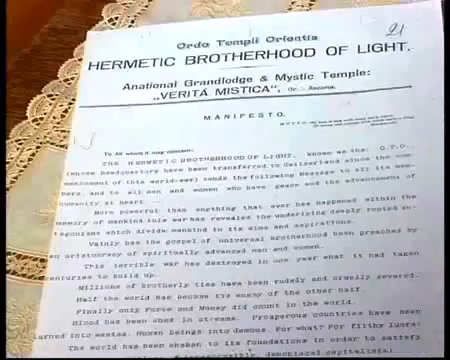 21
Ordo Templi Orientis
HERMETIC BROTHERHOOD OF LIGHT.
Anational Grandlodge & Mystic Temple:
„VERITÀ MISTICA", Or. Ascona.
MANIFESTO.
To All whom it may concern:
THE HERMETIC BROTHERHOOD OF LIGHT, known as the O.T.O.,
(whose headquarters have been transferred to Switzerland since the com-
mencement of this world-war) sends the following Message to all its mem-
bers, and to all men and women who have peace and the advancement of
humanity at heart.
More powerful than anything that ever has happened within the
memory of mankind this war has revealed the underlying deeply rooted an-
tagonisms which divide mankind in its aims and aspirations.
Vainly has the gospel of universal brotherhood been preached by
an aristocracy of spiritually advanced men and women.
This terrible war has destroyed in one year what it had taken
centuries to build up.
Millions of brotherly ties have been rudely and cruelly severed.
Half the world has become the enemy of the other half.
Finally only Force and Money did count in the world.
Blood has been shed in streams. Prosperous countries have been
turned into wastes. Human beings into demons. For what? For filthy lucre!
The world has been shaken to its foundations in order to satisfy
demoniacal capitalists.